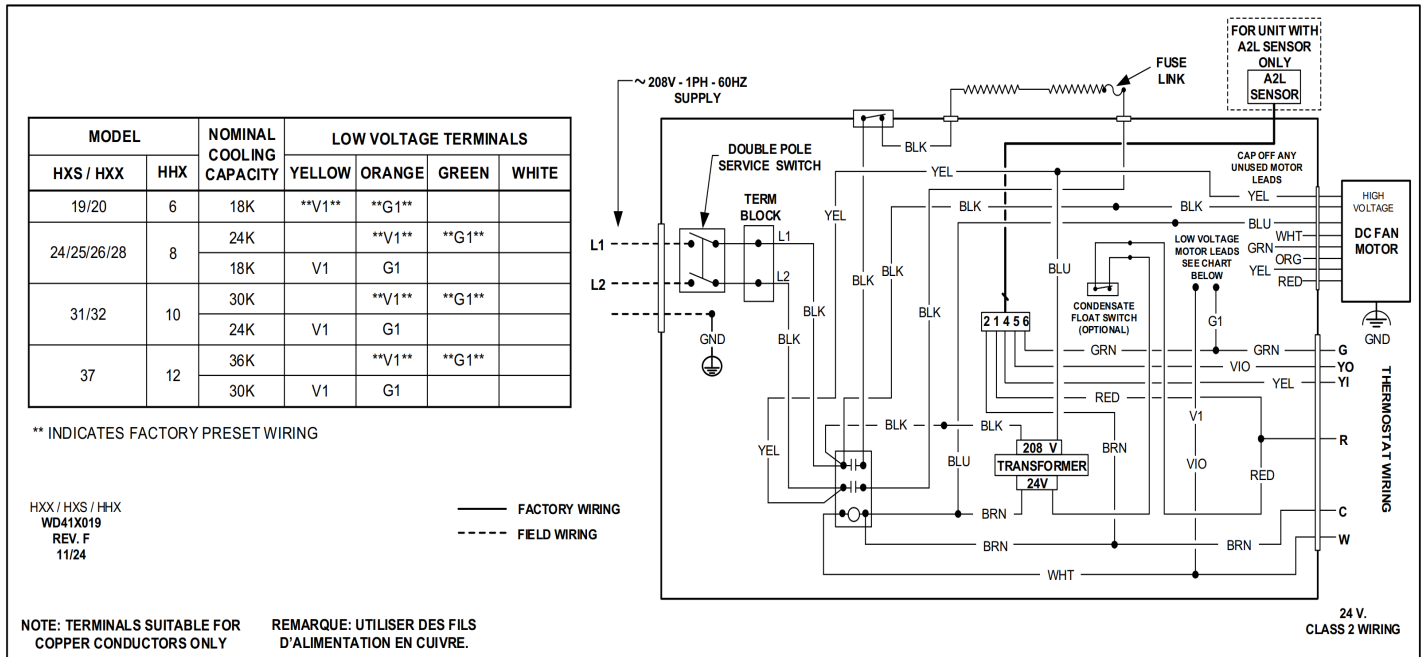 MODEL
NOMINAL COOLING CAPACITY
LOW VOLTAGE TERMINALS
HXS / HXX
HHX
YELLOW
ORANGE
GREEN
WHITE
19/20 6 18K **V1** **G1**
24/25/26/28 8 24K **V1** **G1**
18K V1 G1
31/32 10 30K **V1** **G1**
24K V1 G1
37 12 36K **V1** **G1**
30K V1 G1
** INDICATES FACTORY PRESET WIRING
HXX / HXS / HHX
WD41X019
REV. F
11/24
FACTORY WIRING
FIELD WIRING
NOTE: TERMINALS SUITABLE FOR
COPPER CONDUCTORS ONLY
REMARQUE: UTILISER DES FILS
D'ALIMENTATION EN CUIVRE.
~ 208V - 1PH - 60HZ
SUPPLY
DOUBLE POLE
SERVICE SWITCH
TERM
BLOCK
L1
L1
L2
L2
GND
FUSE
LINK
FOR UNIT WITH
A2L SENSOR
ONLY
A2L
SENSOR
BLK
YEL
YEL
BLK
BLK
BLK
BLK
BLK
BLK
BLU
CAP OFF ANY
UNUSED MOTOR
LEADS
YEL
BLK
BLU
WHT
GRN
ORG
YEL
RED
HIGH
VOLTAGE
DC FAN
MOTOR
GND
LOW VOLTAGE
MOTOR LEADS
SEE CHART
BELOW
CONDENSATE
FLOAT SWITCH
(OPTIONAL)
2 1 4 5 6
G1
GRN
GRN
G
VIO
YO
YEL
YI
RED
V1
THERMOSTAT WIRING
YEL
BLK
BLK
208 V
TRANSFORMER
24V
BRN
BLU
VIO
RED
R
BRN
C
BRN
BRN
W
WHT
24 V.
CLASS 2 WIRING